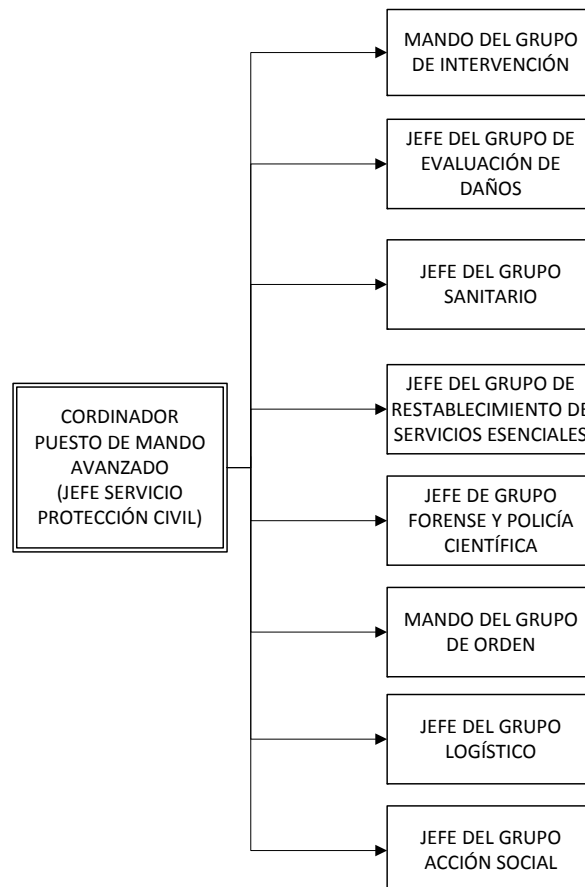 MANDO DEL GRUPO
DE INTERVENCIÓN
JEFE DEL GRUPO DE
EVALUACIÓN DE
DAÑOS
JEFE DEL GRUPO
SANITARIO
JEFE DEL GRUPO DE
RESTABLECIMIENTO DE
SERVICIOS ESENCIALES
CORDINADOR
PUESTO DE MANDO
AVANZADO
(JEFE SERVICIO
PROTECCIÓN CIVIL)
JEFE DE GRUPO
FORENSE Y POLICÍA
CIENTÍFICA
MANDO DEL GRUPO
DE ORDEN
JEFE DEL GRUPO
LOGÍSTICO
JEFE DEL GRUPO
ACCIÓN SOCIAL